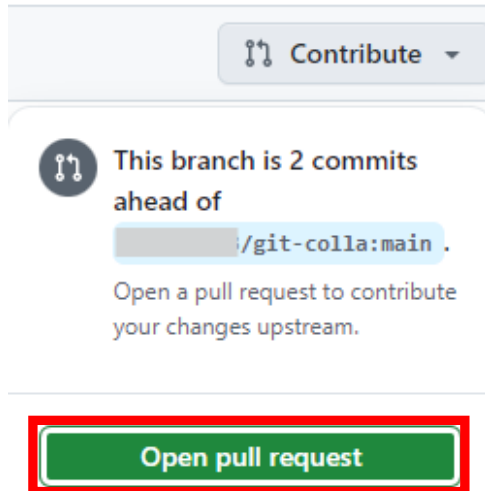 Contribute
This branch is 2 commits
ahead of
/git-colla:main .
Open a pull request to contribute
your changes upstream.
Open pull request